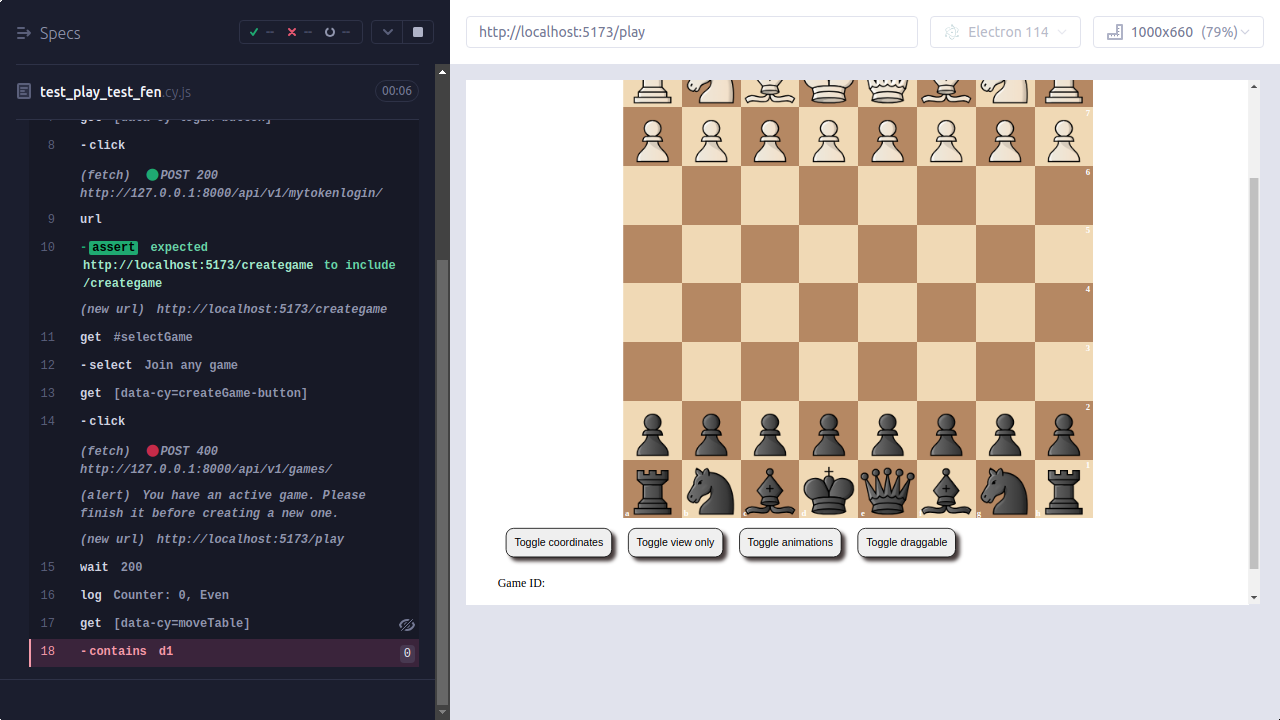 Specs
-- -- --
http://localhost:5173/play
Electron 114
1000x660 (79%)
test_play_test_fen.cy.js
00:06
get [data-cy=login-button]
8 -click
(fetch) POST 200
http://127.0.0.1:8000/api/v1/mytokenlogin/
9 url
10 -assert expected
http://localhost:5173/creategame to include
/creategame
(new url) http://localhost:5173/creategame
11 get #selectGame
12 -select Join any game
13 get [data-cy=createGame-button]
14 -click
(fetch) POST 400
http://127.0.0.1:8000/api/v1/games/
(alert) You have an active game. Please
finish it before creating a new one.
(new url) http://localhost:5173/play
15 wait 200
16 log Counter: 0, Even
17 get [data-cy=moveTable]
18 -contains d1 0
7
6
5
4
3
2
1
a b c d e g h
Toggle coordinates
Toggle view only
Toggle animations
Toggle draggable
Game ID: